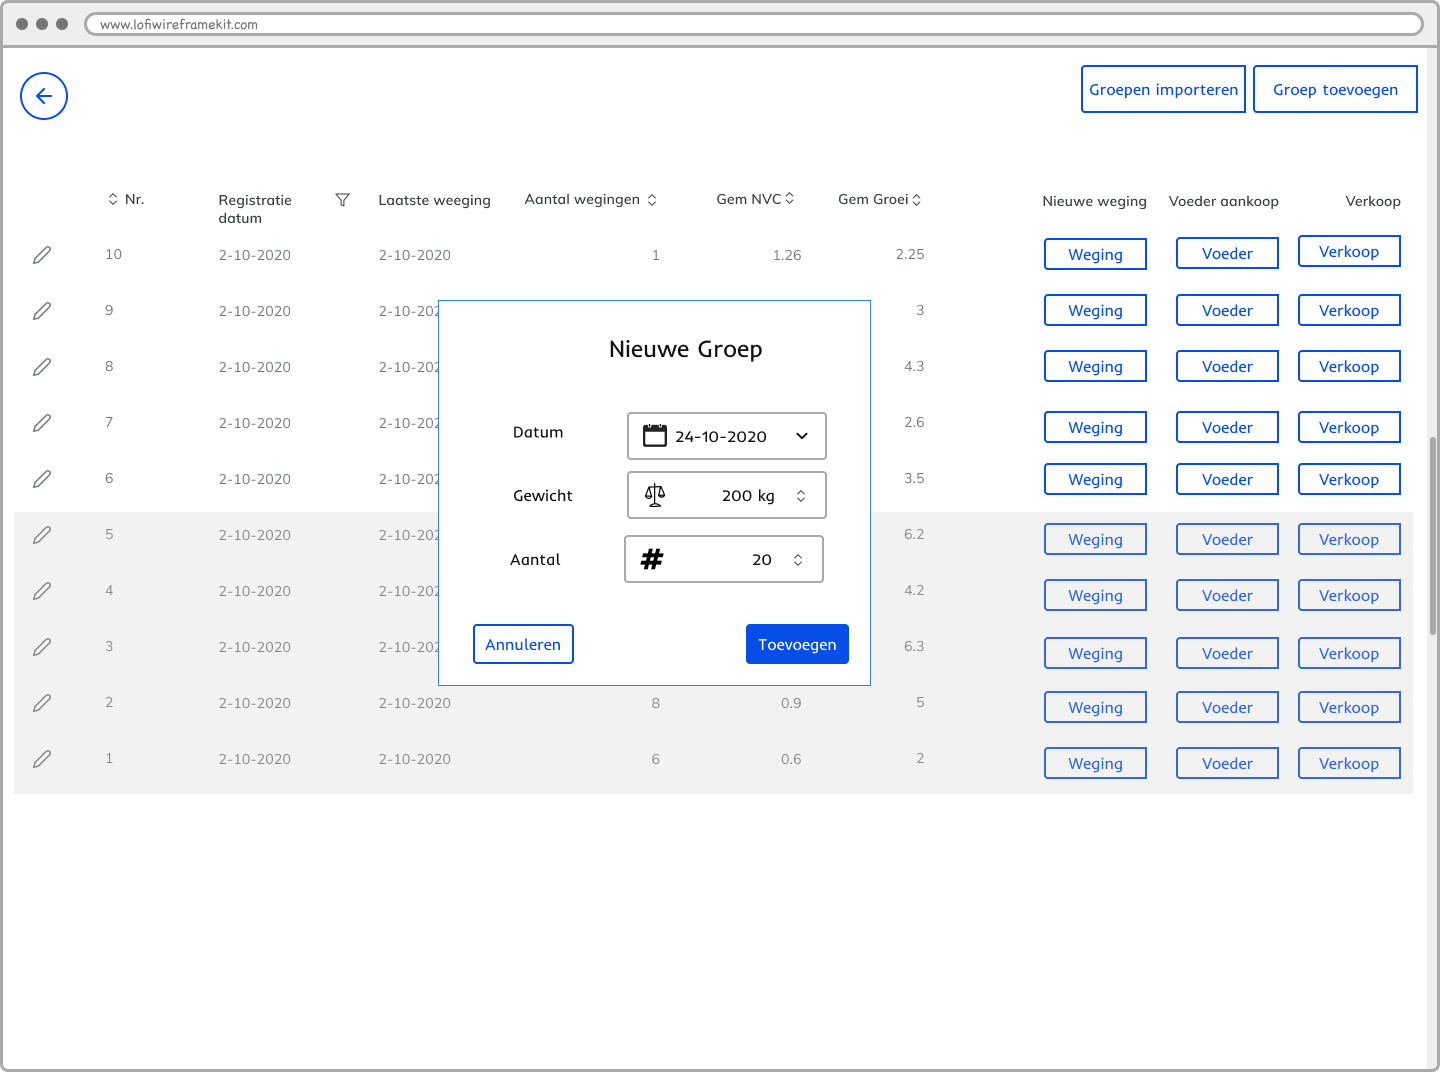 www.lofiwireframekit.com
Groepen importeren Groep toevoegen
Nr. Registratie datum Laatste weeging Aantal wegingen Gem NVC Gem Groei Nieuwe weging Voeder aankoop Verkoop
10 2-10-2020 2-10-2020 1 1.26 2.25 Weging Voeder Verkoop
9 2-10-2020 2-10-202 3 Weging Voeder Verkoop
Nieuwe Groep
8 2-10-2020 2-10-202 4.3 Weging Voeder Verkoop
7 2-10-2020 2-10-202 2.6 Weging Voeder Verkoop
Datum 24-10-2020
6 2-10-2020 2-10-202 3.5 Weging Voeder Verkoop
Gewicht 200 kg
5 2-10-2020 2-10-202 6.2 Weging Voeder Verkoop
Aantal # 20
4 2-10-2020 2-10-202 4.2 Weging Voeder Verkoop
3 2-10-2020 2-10-202 6.3 Weging Voeder Verkoop
Annuleren Toevoegen
2 2-10-2020 2-10-2020 8 0.9 5 Weging Voeder Verkoop
1 2-10-2020 2-10-2020 6 0.6 2 Weging Voeder Verkoop